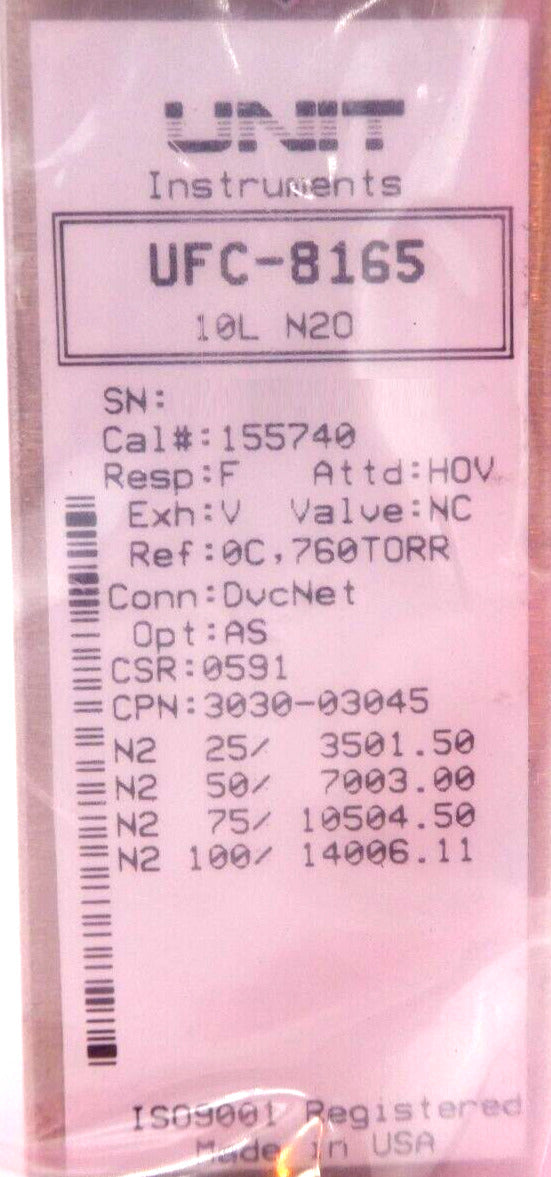 UNIT
Instruments
UFC-8165
10L N2O
SN:
Cal#:155740
Resp:F Attd:HOV
Exh:V Valve:NC
Ref:0C,760TORR
Conn:DvcNet
Opt:AS
CSR:0591
CPN:3030-03045
N2 25% 3501.50
N2 50% 7003.00
N2 75% 10504.50
N2 100% 14006.11
ISO9001 Registered
Made in USA